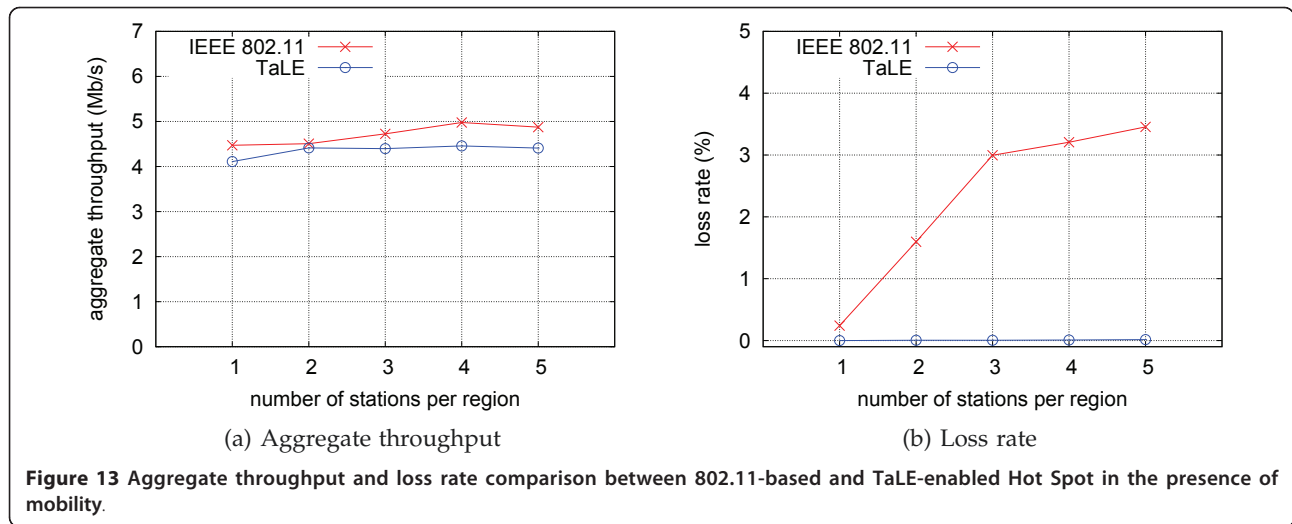 7
6
5
4
3
2
1
0
aggregate throughput (Mb/s)
IEEE 802.11
TaLE
1 2 3 4 5
number of stations per region
(a) Aggregate throughput
5
4
3
2
1
0
loss rate (%)
IEEE 802.11
TaLE
1 2 3 4 5
number of stations per region
(b) Loss rate
Figure 13 Aggregate throughput and loss rate comparison between 802.11-based and TaLE-enabled Hot Spot in the presence of
mobility.